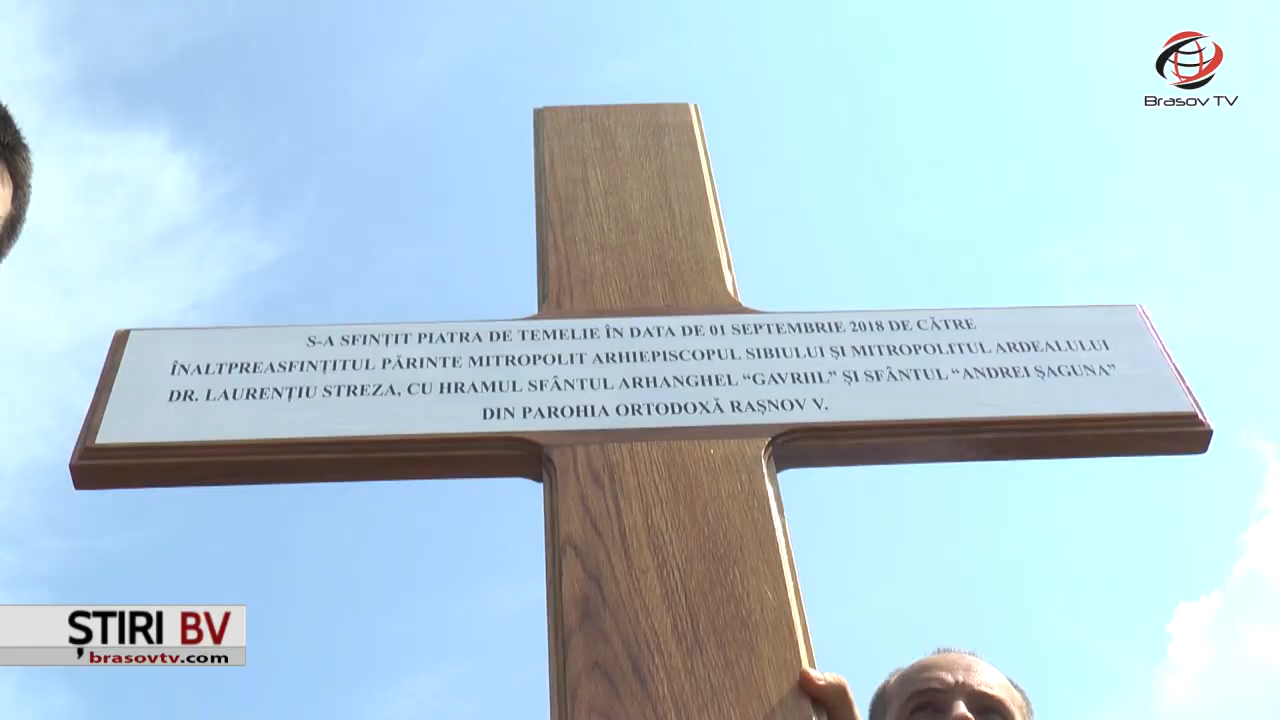 Brasov TV
S-A SFINȚIT PIATRA DE TEMELIE ÎN DATA DE 01 SEPTEMBRIE 2018 DE CĂTRE
ÎNALTPREASFINȚITUL PĂRINTE MITROPOLIT ARHIEPISCOPUL SIBIULUI ȘI MITROPOLITUL ARDEALULUI
DR. LAURENȚIU STREZA, CU HRAMUL SFÂNTUL ARHANGHEL “GAVRIIL” ȘI SFÂNTUL “ANDREI ȘAGUNA”
DIN PAROHIA ORTODOXĂ RAȘNOV V.
ȘTIRI BV
brasovtv.com